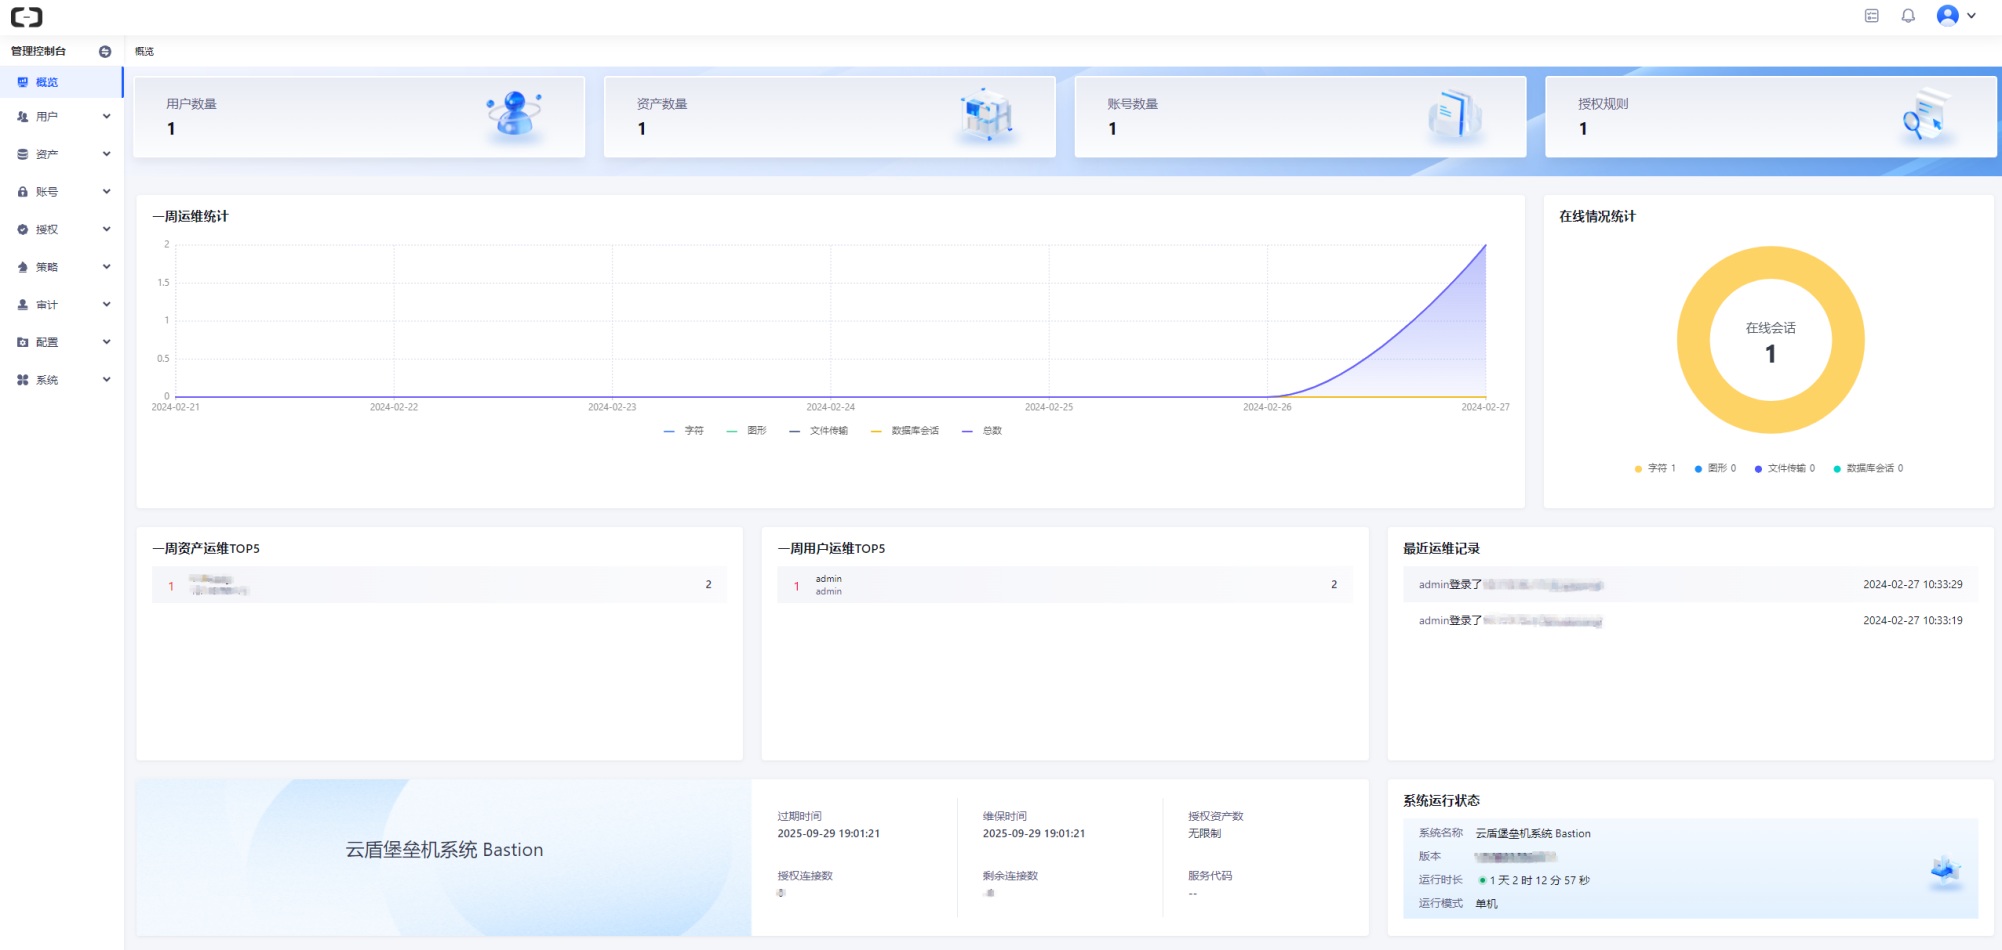 管理控制台
概览
概览
用户
资产
账号
授权
策略
审计
配置
系统
用户数量
1
资产数量
1
账号数量
1
授权规则
1
一周运维统计
2
1.5
1
0.5
0
2024-02-21
2024-02-22
2024-02-23
2024-02-24
2024-02-25
2024-02-26
2024-02-27
字符
图形
文件传输
数据库会话
总数
在线情况统计
在线会话
1
字符 1
图形 0
文件传输 0
数据库会话 0
一周资产运维TOP5
1
2
一周用户运维TOP5
1
admin
admin
2
最近运维记录
admin登录了
2024-02-27 10:33:29
admin登录了
2024-02-27 10:33:19
云盾堡垒机系统 Bastion
过期时间
2025-09-29 19:01:21
维保时间
2025-09-29 19:01:21
授权资产数
无限制
授权连接数
剩余连接数
服务代码
--
系统运行状态
系统名称 云盾堡垒机系统 Bastion
版本
运行时长 1 天 2 时 12 分 57 秒
运行模式 单机